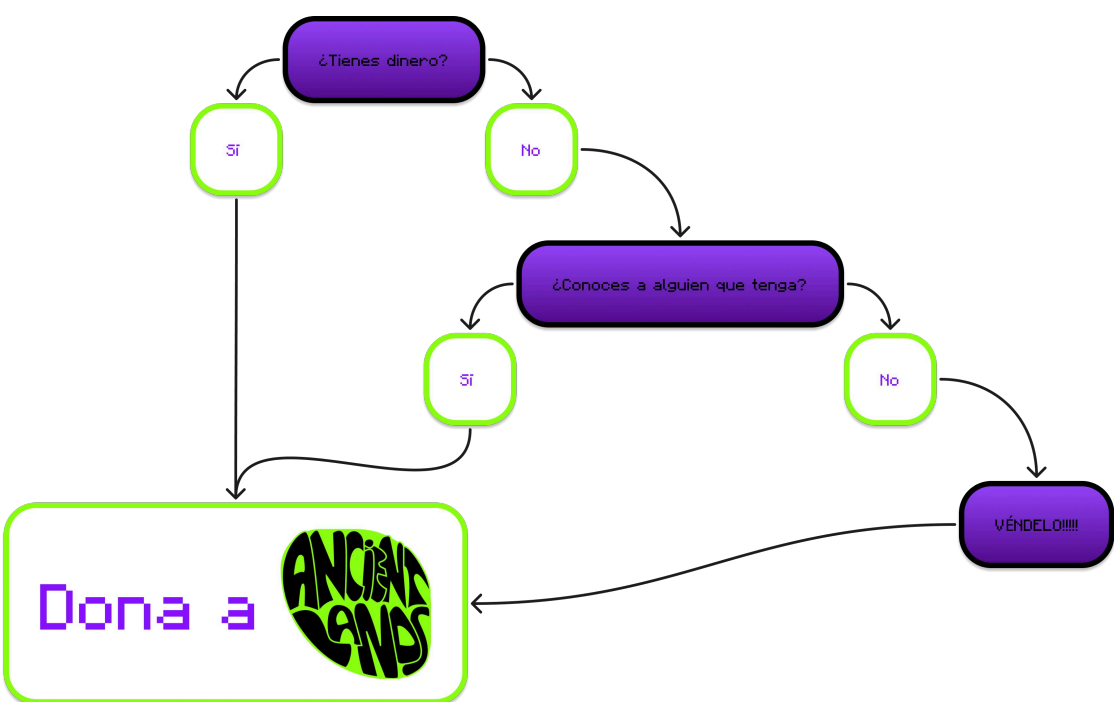 ¿Tienes dinero?
Sí
No
¿Conoces a alguien que tenga?
Sí
No
VÉNDELO!!!!!
Dona a
ANCIENT
LANDS